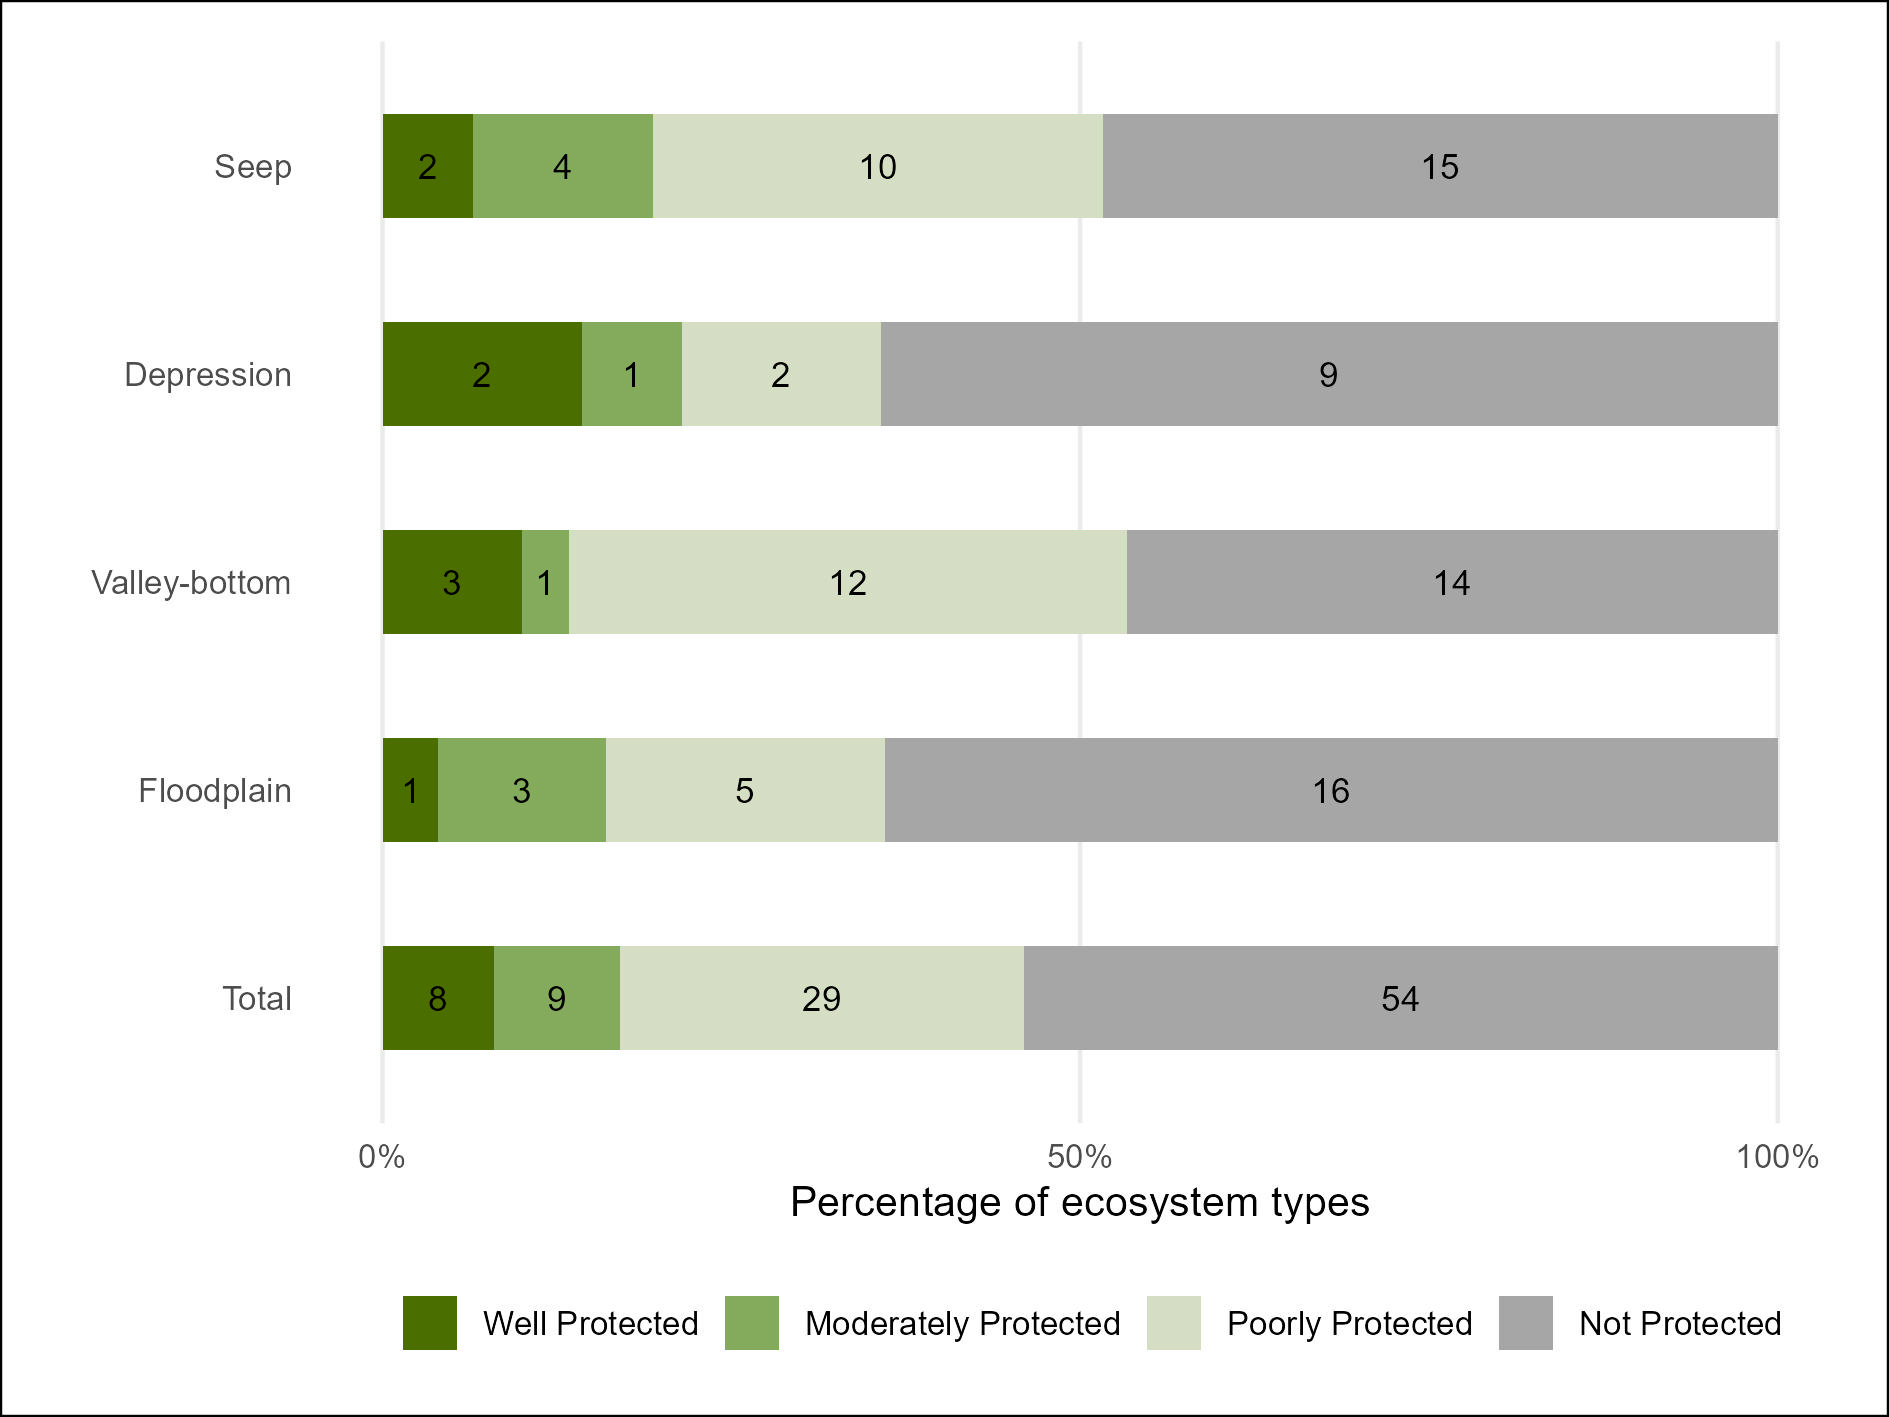 Seep 2 4 10 15
Depression 2 1 2 9
Valley-bottom 3 1 12 14
Floodplain 1 3 5 16
Total 8 9 29 54
0% 50% 100%
Percentage of ecosystem types
Well Protected Moderately Protected Poorly Protected Not Protected